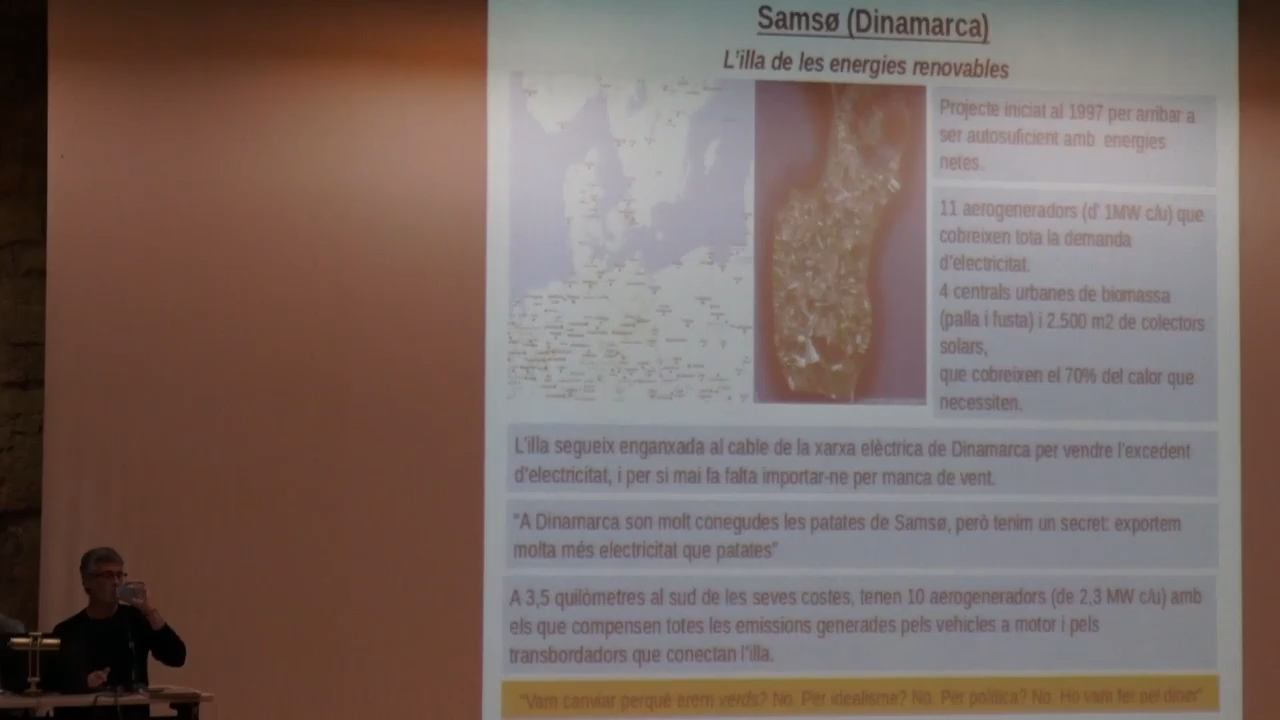 Samsø (Dinamarca)
L'illa de les energies renovables
Projecte iniciat al 1997 per arribar a
ser autosuficient amb energies
netes.
11 aerogeneradors (d' 1MW c/u) que
cobreixen tota la demanda
d'electricitat.
4 centrals urbanes de biomassa
(palla i fusta) i 2.500 m2 de colectors
solars,
que cobreixen el 70% del calor que
necessiten.
L'illa segueix enganxada al cable de la xarxa elèctrica de Dinamarca per vendre l'excedent
d'electricitat, i per si mai fa falta importar-ne per manca de vent.
"A Dinamarca son molt conegudes les patates de Samsø, però tenim un secret: exportem
molta més electricitat que patates"
A 3,5 quilòmetres al sud de les seves costes, tenen 10 aerogeneradors (de 2,3 MW c/u) amb
els que compensen totes les emissions generades pels vehicles a motor i pels
transbordadors que conectan l'illa.
"Vam canviar perquè erem verds? No. Per idealisme? No. Per política? No. Ho vam fer pel diner"